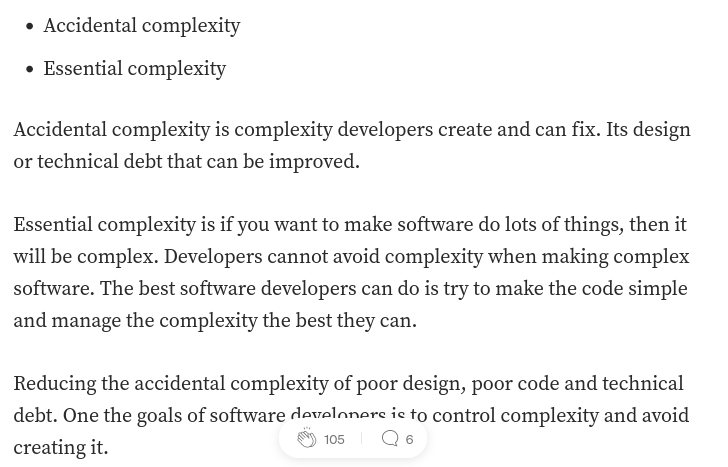 • Accidental complexity
• Essential complexity
Accidental complexity is complexity developers create and can fix. Its design
or technical debt that can be improved.
Essential complexity is if you want to make software do lots of things, then it
will be complex. Developers cannot avoid complexity when making complex
software. The best software developers can do is try to make the code simple
and manage the complexity the best they can.
Reducing the accidental complexity of poor design, poor code and technical
debt. One the goals of software developers is to control complexity and avoid
creating it.
105 6